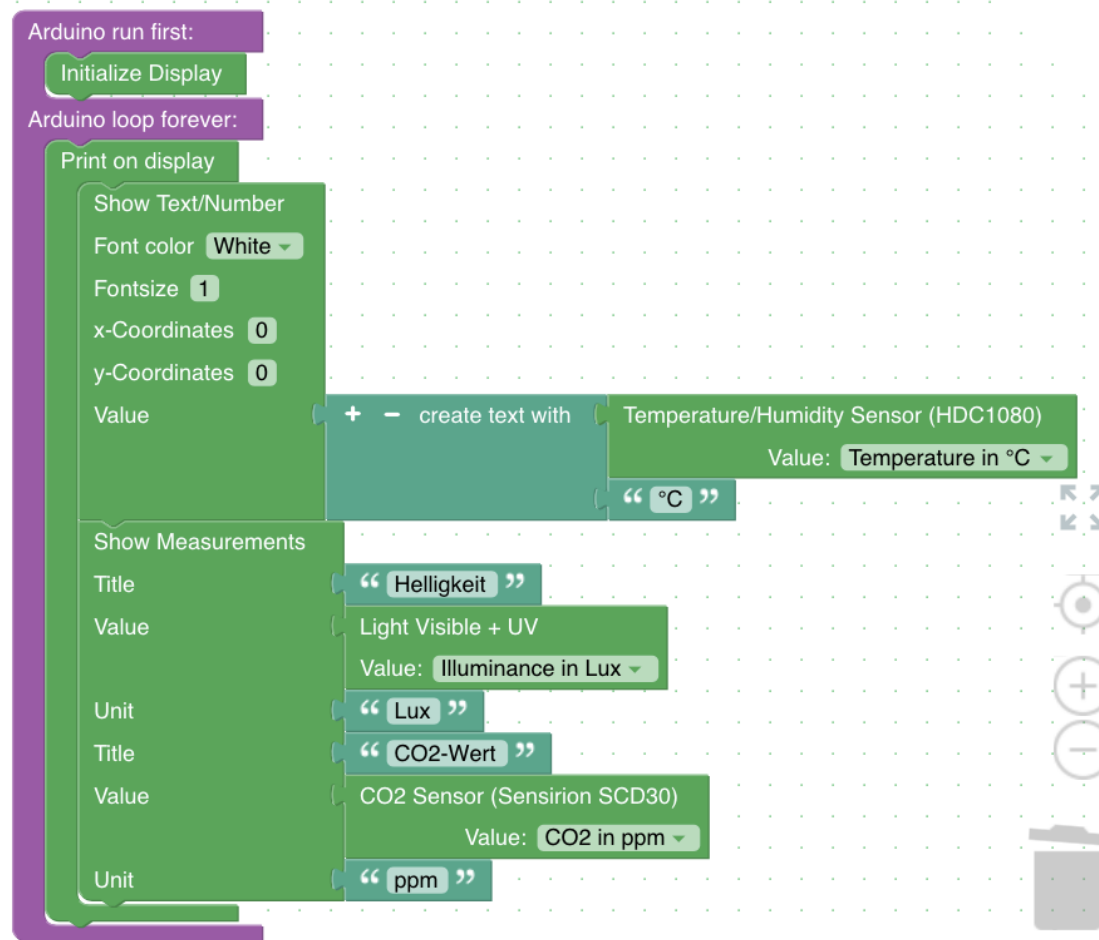 Arduino run first:
Initialize Display
Arduino loop forever:
Print on display
Show Text/Number
Font color White
Fontsize 1
x-Coordinates 0
y-Coordinates 0
Value + − create text with Temperature/Humidity Sensor (HDC1080)
Value: Temperature in °C
“ °C ”
Show Measurements
Title “ Helligkeit ”
Value Light Visible + UV
Value: Illuminance in Lux
Unit “ Lux ”
Title “ CO2-Wert ”
Value CO2 Sensor (Sensirion SCD30)
Value: CO2 in ppm
Unit “ ppm ”